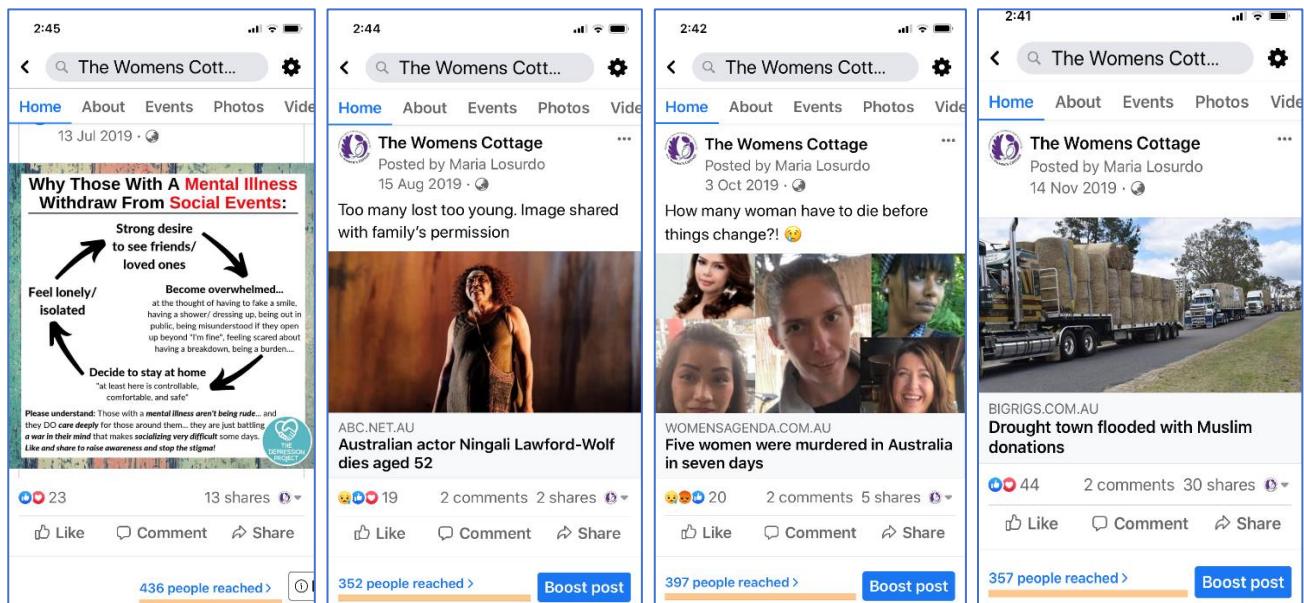 2:45
The Womens Cott...
Home About Events Photos Vide
13 Jul 2019
Why Those With A Mental Illness
Withdraw From Social Events:
Strong desire
to see friends/
loved ones
Become overwhelmed...
at the thought of having to fake a smile,
having a shower/ dressing up, being out in
public, being misunderstood if they open
up beyond "I'm fine", feeling scared about
having a breakdown, being a burden....
Decide to stay at home
"at least here is controllable,
comfortable, and safe"
Feel lonely/
isolated
Please understand: Those with a mental illness aren't being rude... and
they DO care deeply for those around them... they are just battling
a war in their mind that makes socializing very difficult some days.
Like and share to raise awareness and stop the stigma!
THE
DEPRESSION
PROJECT
23 13 shares
Like Comment Share
436 people reached >
2:44
The Womens Cott...
Home About Events Photos Vide
The Womens Cottage
Posted by Maria Losurdo
15 Aug 2019
Too many lost too young. Image shared
with family's permission
ABC.NET.AU
Australian actor Ningali Lawford-Wolf
dies aged 52
19 2 comments 2 shares
Like Comment Share
352 people reached >
Boost post
2:42
The Womens Cott...
Home About Events Photos Vide
The Womens Cottage
Posted by Maria Losurdo
3 Oct 2019
How many woman have to die before
things change?! 😢
WOMENSAGENDA.COM.AU
Five women were murdered in Australia
in seven days
20 2 comments 5 shares
Like Comment Share
397 people reached >
Boost post
2:41
The Womens Cott...
Home About Events Photos Vide
The Womens Cottage
Posted by Maria Losurdo
14 Nov 2019
BIGRIGS.COM.AU
Drought town flooded with Muslim
donations
44 2 comments 30 shares
Like Comment Share
357 people reached >
Boost post